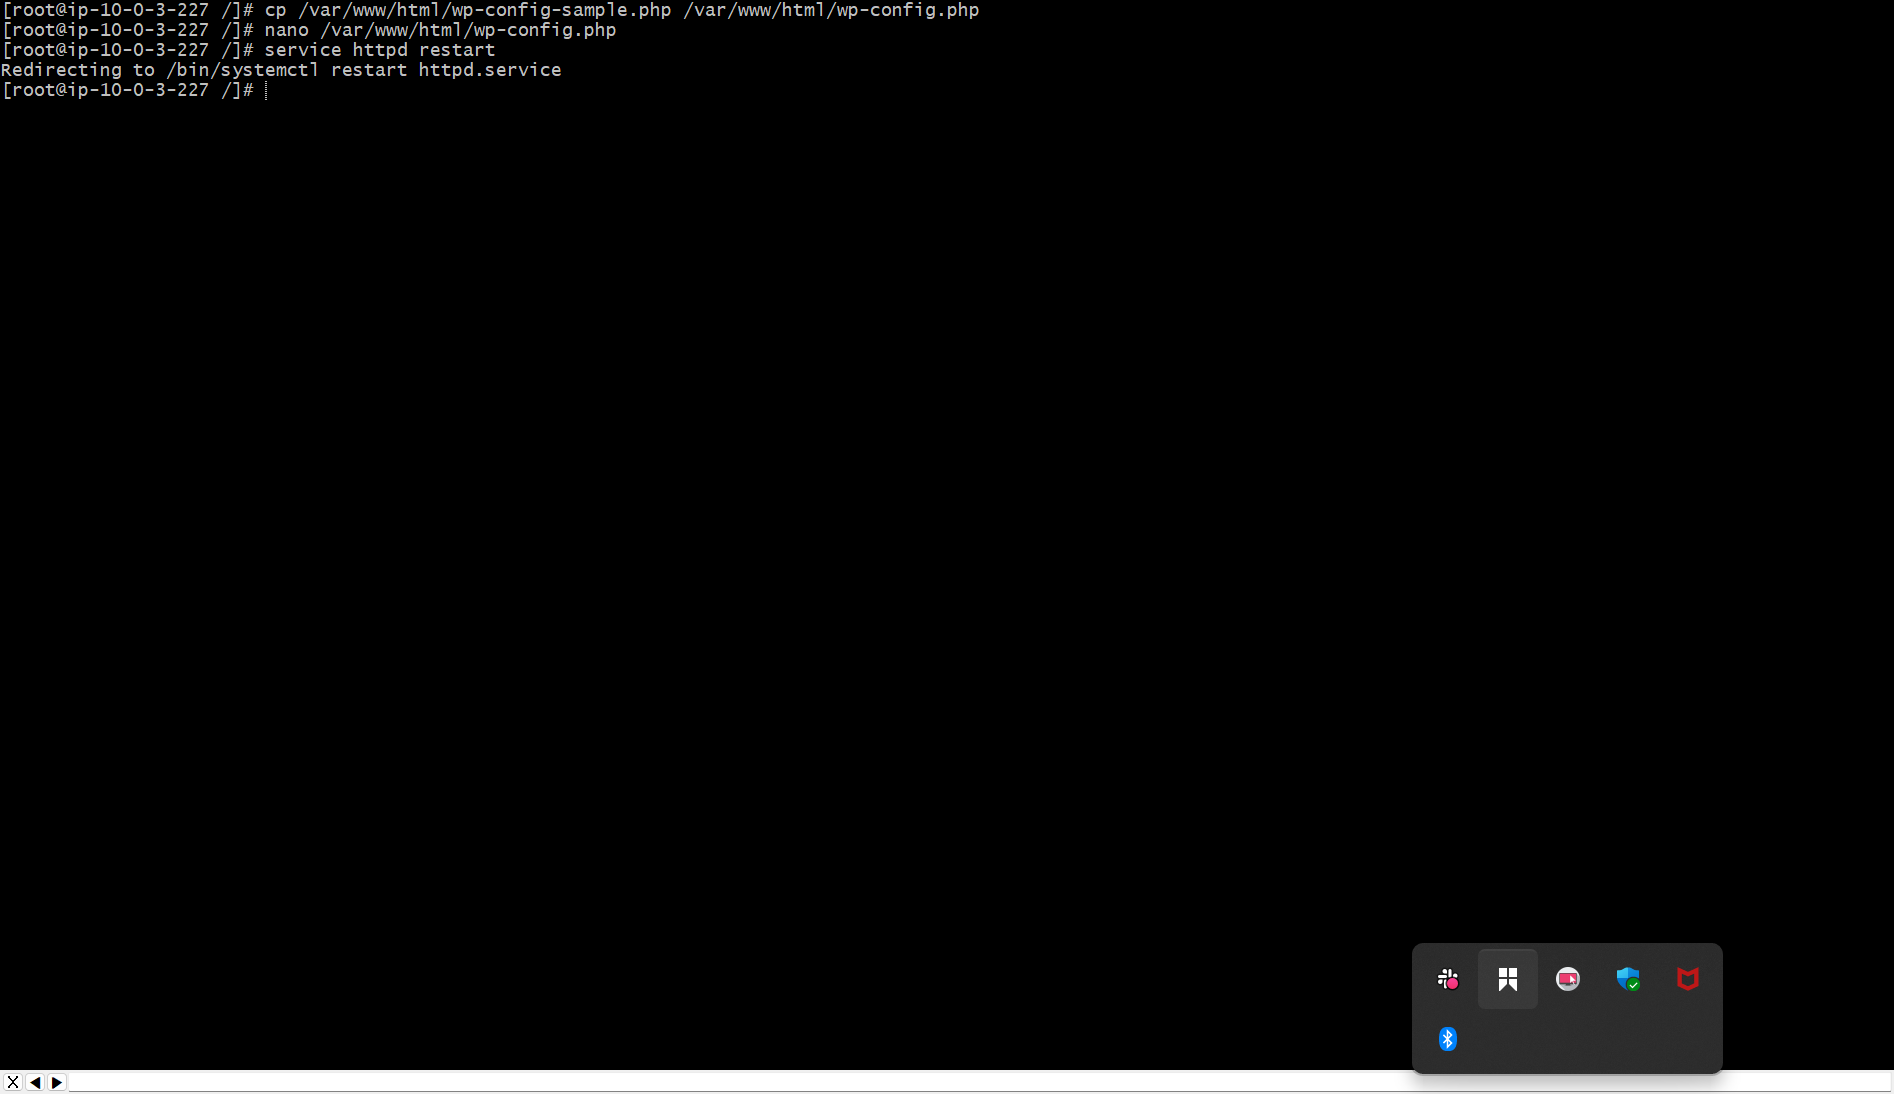 [root@ip-10-0-3-227 /]# cp /var/www/html/wp-config-sample.php /var/www/html/wp-config.php
[root@ip-10-0-3-227 /]# nano /var/www/html/wp-config.php
[root@ip-10-0-3-227 /]# service httpd restart
Redirecting to /bin/systemctl restart httpd.service
[root@ip-10-0-3-227 /]#